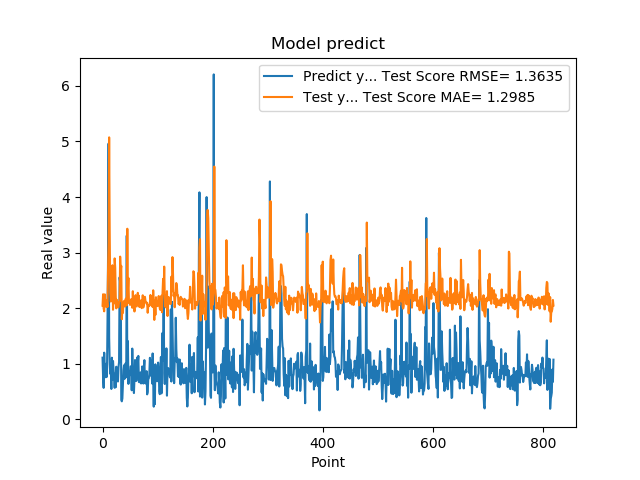 Model predict
Predict y... Test Score RMSE= 1.3635
Test y... Test Score MAE= 1.2985
Real value
6
5
4
3
2
1
0
0 200 400 600 800
Point